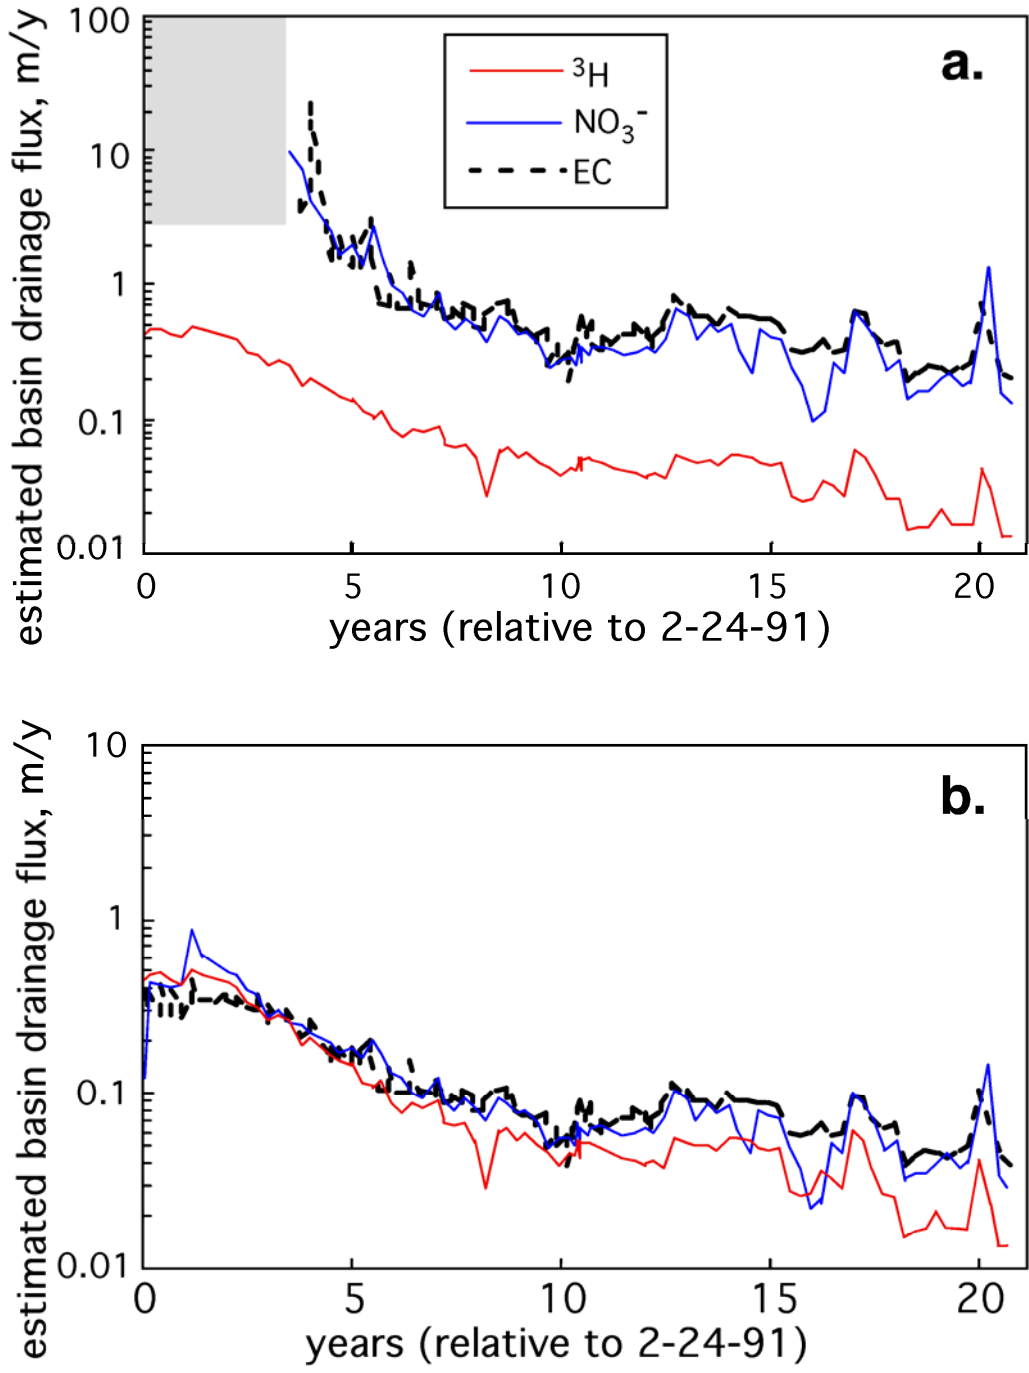 estimated basin drainage flux, m/y
100
10
1
0.1
0.01
a.
³H
NO₃⁻
EC
0 5 10 15 20
years (relative to 2-24-91)
estimated basin drainage flux, m/y
10
1
0.1
0.01
b.
0 5 10 15 20
years (relative to 2-24-91)